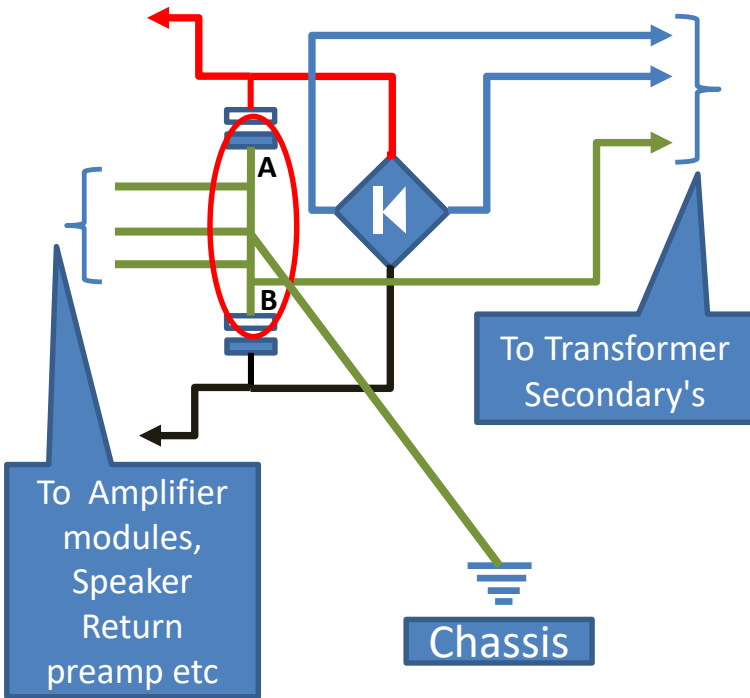 A
B
To Transformer
Secondary's
To Amplifier
modules,
Speaker
Return
preamp etc
Chassis